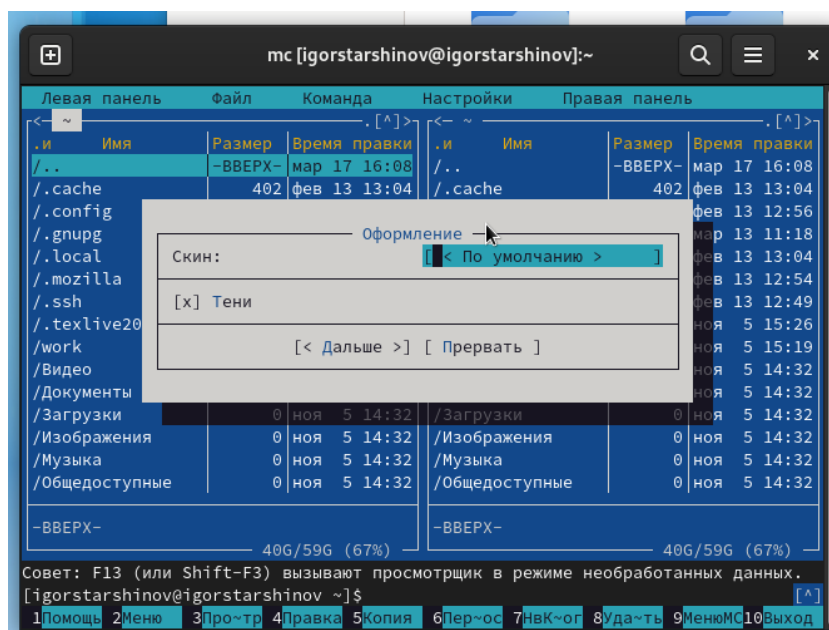 mc [igorstarshinov@igorstarshinov]:~
Левая панель Файл Команда Настройки Правая панель
<- ~ .[^]> <- ~ .[^]>
.и Имя Размер Время правки .и Имя Размер Время правки
/.. -ВВЕРХ- мар 17 16:08 /.. -ВВЕРХ- мар 17 16:08
/.cache 402 фев 13 13:04 /.cache 402 фев 13 13:04
/.config фев 13 12:56
/.gnupg Оформление мар 13 11:18
/.local Скин: [ < По умолчанию > ] фев 13 13:04
/.mozilla фев 13 12:54
/.ssh [x] Тени фев 13 12:49
/.texlive20 ноя 5 15:26
/work [< Дальше >] [ Прервать ] ноя 5 15:19
/Видео ноя 5 14:32
/Документы ноя 5 14:32
/Загрузки 0 ноя 5 14:32 /Загрузки 0 ноя 5 14:32
/Изображения 0 ноя 5 14:32 /Изображения 0 ноя 5 14:32
/Музыка 0 ноя 5 14:32 /Музыка 0 ноя 5 14:32
/Общедоступные 0 ноя 5 14:32 /Общедоступные 0 ноя 5 14:32
-ВВЕРХ- -ВВЕРХ-
40G/59G (67%) 40G/59G (67%)
Совет: F13 (или Shift-F3) вызывают просмотрщик в режиме необработанных данных.
[igorstarshinov@igorstarshinov ~]$ [^]
1Помощь 2Меню 3Про~тр 4Правка 5Копия 6Пер~ос 7НвК~ог 8Уда~ть 9МенюMC10Выход